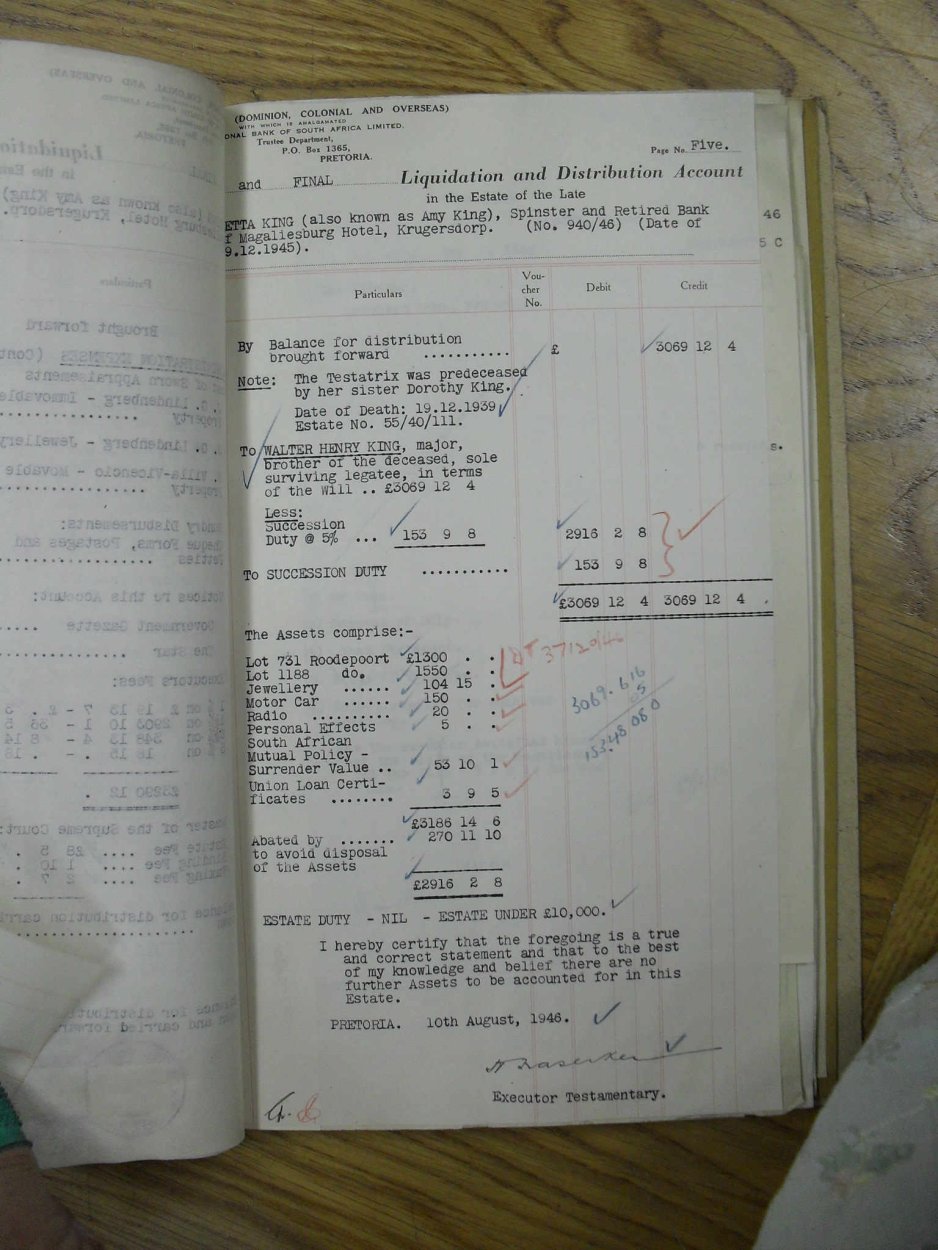 (DOMINION, COLONIAL AND OVERSEAS)
WITH WHICH IS AMALGAMATED
ONAL BANK OF SOUTH AFRICA LIMITED.
Trustee Department,
P.O. Box 1365,
PRETORIA.
Page No. Five.
and FINAL Liquidation and Distribution Account
in the Estate of the Late
ETTA KING (also known as Amy King), Spinster and Retired Bank
f Magaliesburg Hotel, Krugersdorp. (No. 940/46) (Date of
9.12.1945).
46
5 C
Particulars Vou-cher No. Debit Credit
By Balance for distribution
brought forward ........... £ 3069 12 4
Note: The Testatrix was predeceased
by her sister Dorothy King.
Date of Death: 19.12.1939
Estate No. 55/40/111.
To WALTER HENRY KING, major,
brother of the deceased, sole
surviving legatee, in terms
of the Will .. £3069 12 4
s.
Less:
Succession
Duty @ 5% ... 153 9 8 2916 2 8
To SUCCESSION DUTY ........... 153 9 8
£3069 12 4 3069 12 4 .
The Assets comprise:-
Lot 731 Roodepoort £1300 . .
Lot 1188 do. 1550 . .
Jewellery ...... 104 15 .
Motor Car ...... 150 . .
Radio .......... 20 . .
Personal Effects 5 . .
South African
Mutual Policy -
Surrender Value .. 53 10 1
Union Loan Certi-
ficates ........ 3 9 5
3069.616
05
153.48080
£3186 14 6
Abated by ....... 270 11 10
to avoid disposal
of the Assets
£2916 2 8
ESTATE DUTY - NIL - ESTATE UNDER £10,000.
I hereby certify that the foregoing is a true
and correct statement and that to the best
of my knowledge and belief there are no
further Assets to be accounted for in this
Estate.
PRETORIA. 10th August, 1946.
Executor Testamentary.